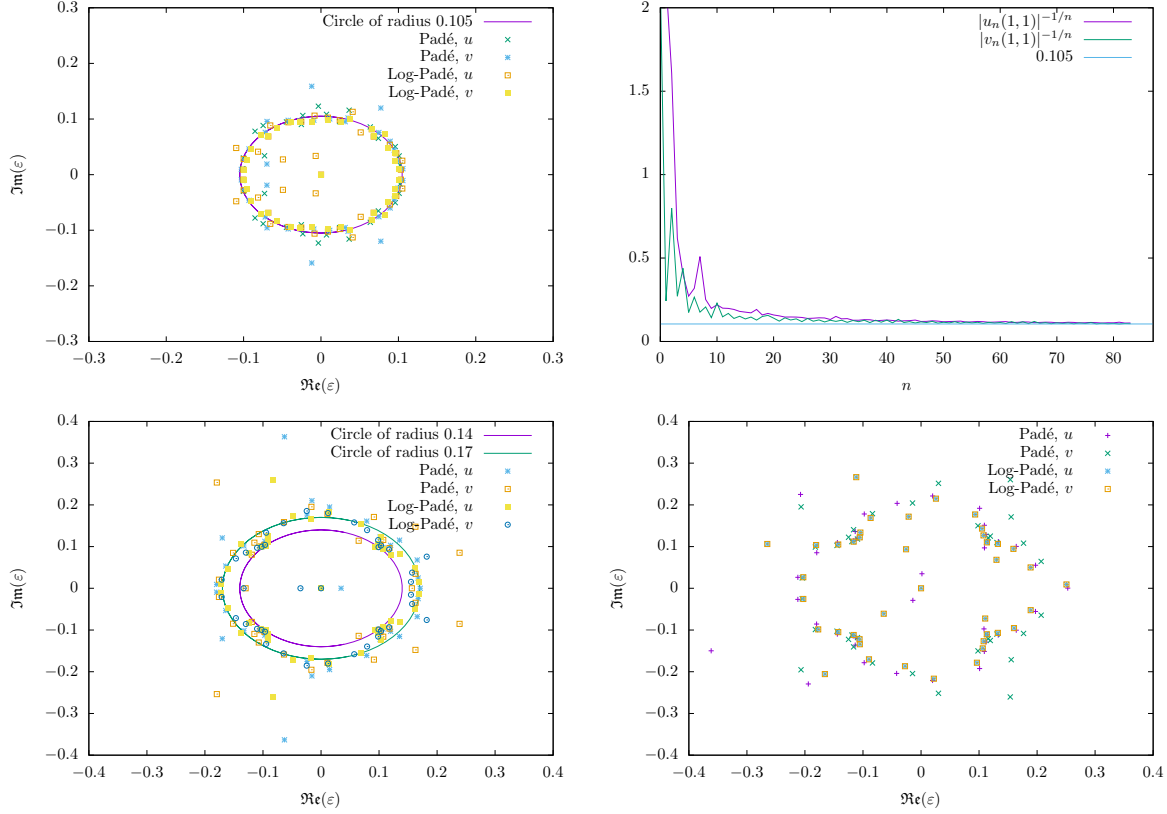 Circle of radius 0.105
Padé, u
Padé, v
Log-Padé, u
Log-Padé, v
0.3
0.2
0.1
0
−0.1
−0.2
−0.3
−0.3 −0.2 −0.1 0 0.1 0.2 0.3
ℑm(ε)
ℜe(ε)
|uₙ(1, 1)|^{−1/n}
|vₙ(1, 1)|^{−1/n}
0.105
2
1.5
1
0.5
0
0 10 20 30 40 50 60 70 80
n
Circle of radius 0.14
Circle of radius 0.17
Padé, u
Padé, v
Log-Padé, u
Log-Padé, v
0.4
0.3
0.2
0.1
0
−0.1
−0.2
−0.3
−0.4
−0.4 −0.3 −0.2 −0.1 0 0.1 0.2 0.3 0.4
ℑm(ε)
ℜe(ε)
Padé, u
Padé, v
Log-Padé, u
Log-Padé, v
0.4
0.3
0.2
0.1
0
−0.1
−0.2
−0.3
−0.4
−0.4 −0.3 −0.2 −0.1 0 0.1 0.2 0.3 0.4
ℑm(ε)
ℜe(ε)